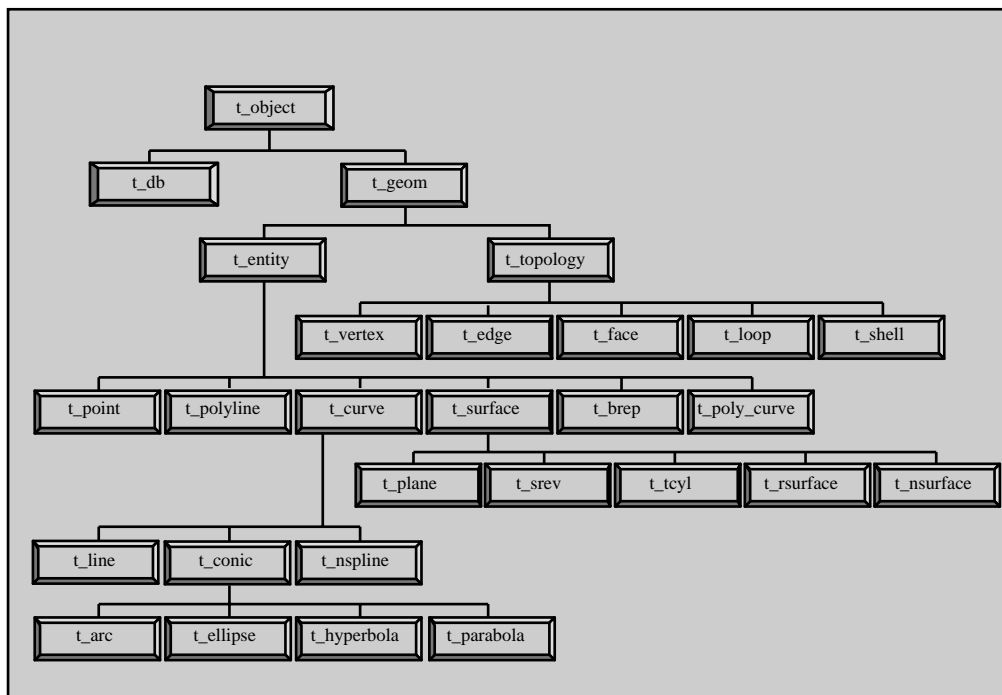 t_object
t_db
t_geom
t_entity
t_topology
t_vertex
t_edge
t_face
t_loop
t_shell
t_point
t_polyline
t_curve
t_surface
t_brep
t_poly_curve
t_plane
t_srev
t_tcyl
t_rsurface
t_nsurface
t_line
t_conic
t_nspline
t_arc
t_ellipse
t_hyperbola
t_parabola